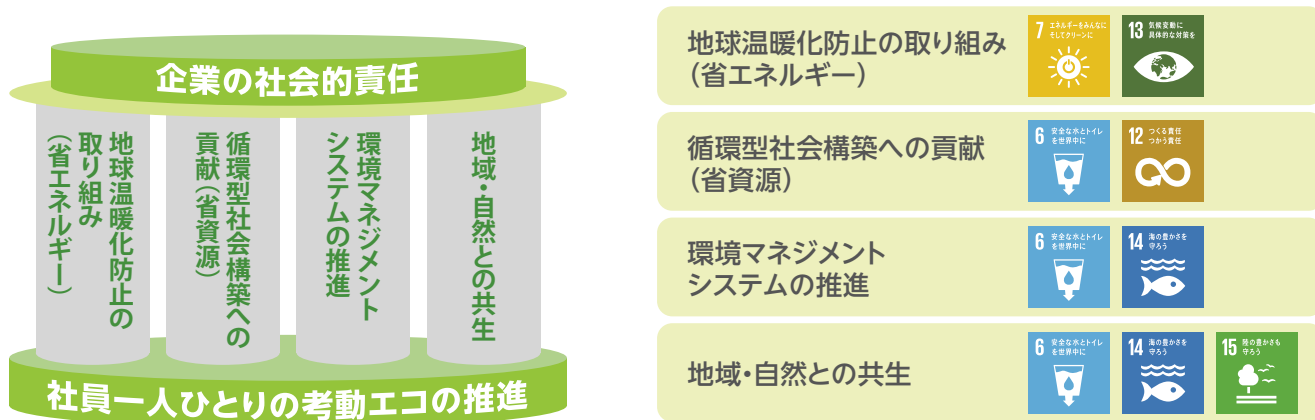 企業の社会的責任
地球温暖化防止の
取り組み
（省エネルギー）
循環型社会構築への
貢献（省資源）
環境マネジメント
システムの推進
地域・自然との共生
社員一人ひとりの考動エコの推進
地球温暖化防止の取り組み
（省エネルギー）
7 エネルギーをみんなに
そしてクリーンに
13 気候変動に
具体的な対策を
循環型社会構築への貢献
（省資源）
6 安全な水とトイレ
を世界中に
12 つくる責任
つかう責任
環境マネジメント
システムの推進
6 安全な水とトイレ
を世界中に
14 海の豊かさを
守ろう
地域・自然との共生
6 安全な水とトイレ
を世界中に
14 海の豊かさを
守ろう
15 陸の豊かさも
守ろう